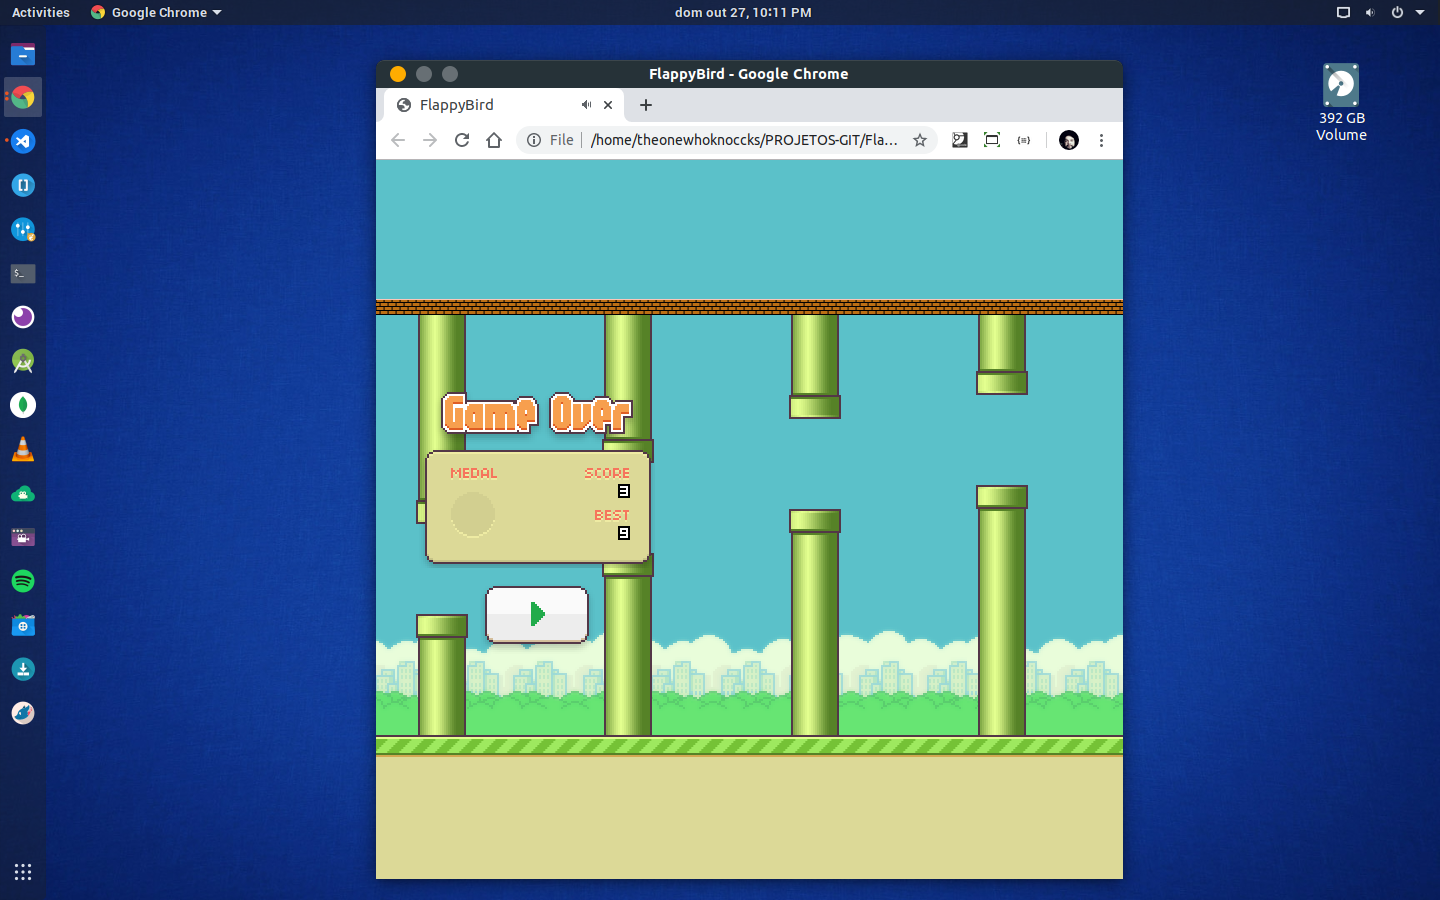 Activities
Google Chrome
dom out 27, 10:11 PM
FlappyBird - Google Chrome
FlappyBird
File
/home/theonewhoknoccks/PROJETOS-GIT/Fla...
392 GB
Volume
Game Over
MEDAL
SCORE
3
BEST